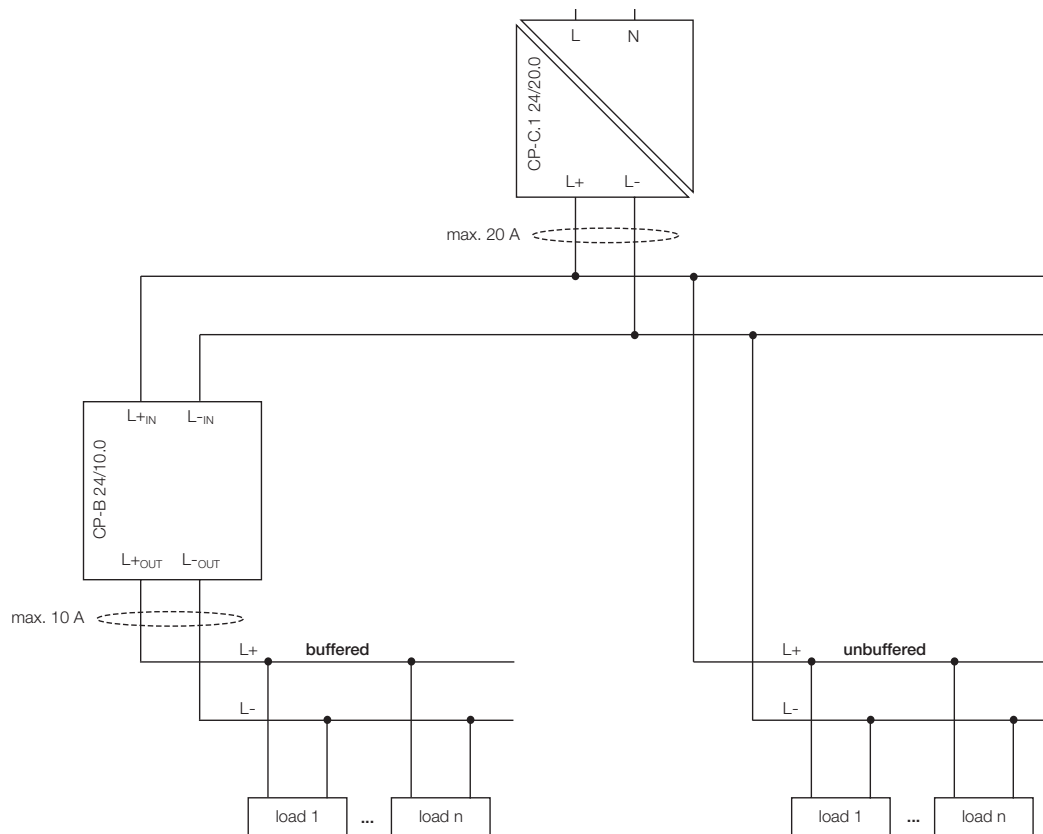 L N
CP-C.1 24/20.0
L+ L-
max. 20 A
L+IN L-IN
CP-B 24/10.0
L+OUT L-OUT
max. 10 A
L+ buffered
L-
load 1 ... load n
L+ unbuffered
L-
load 1 ... load n